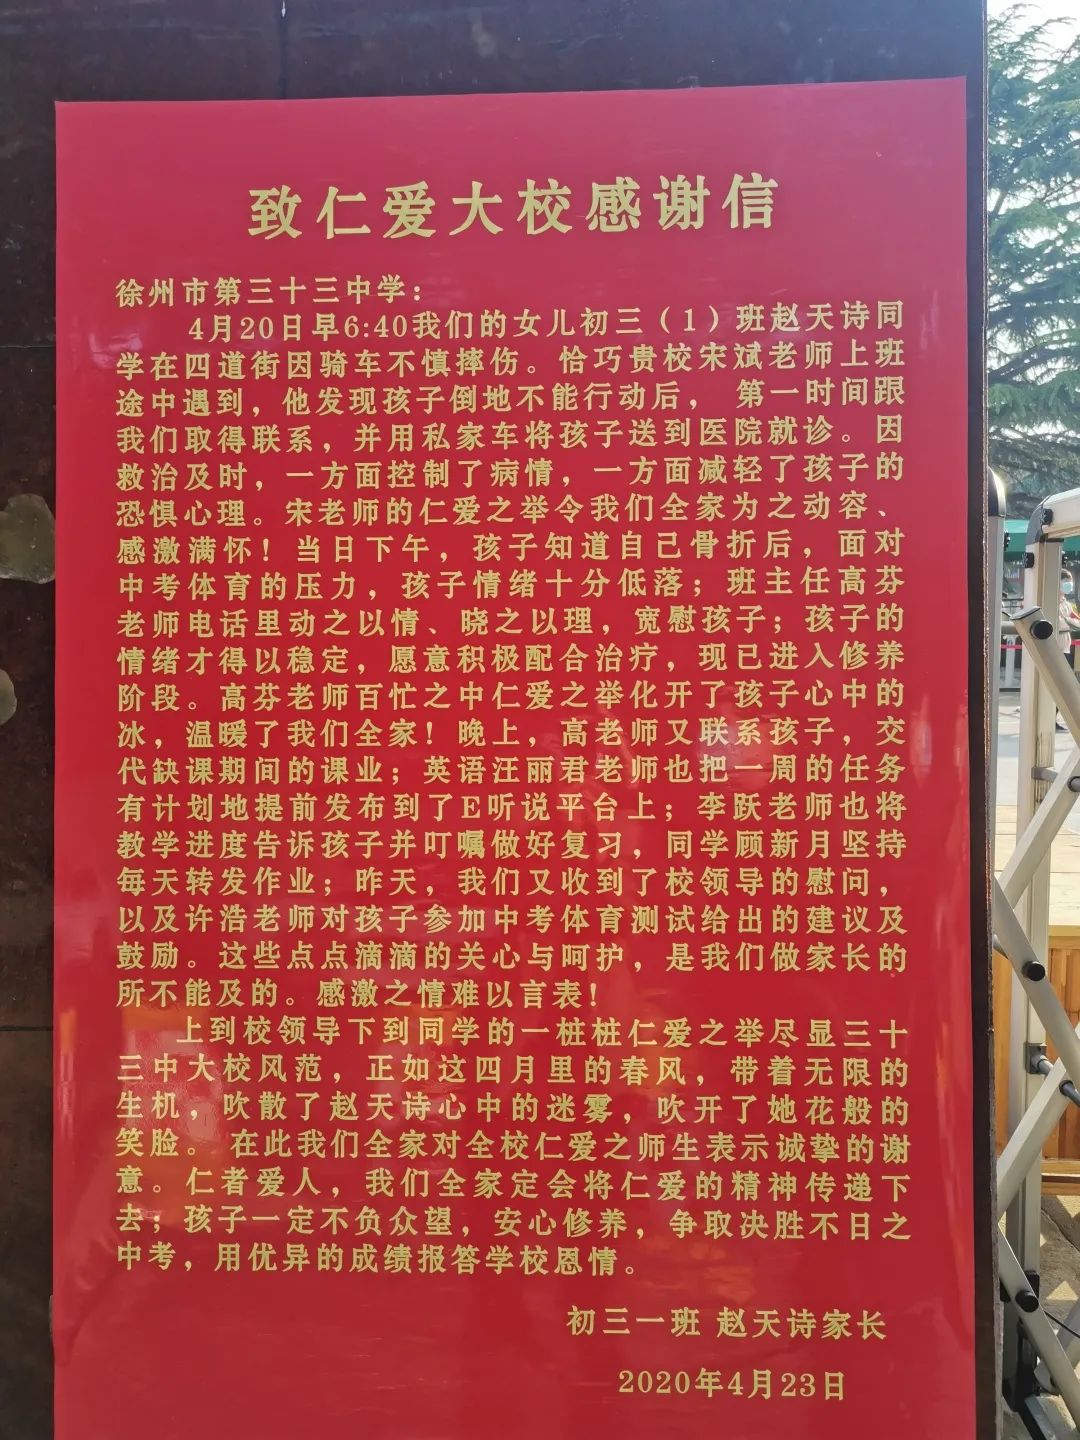 致仁爱大校感谢信
徐州市第三十三中学：
4月20日早6:40我们的女儿初三（1）班赵天诗同
学在四道街因骑车不慎摔伤。恰巧贵校宋斌老师上班
途中遇到，他发现孩子倒地不能行动后， 第一时间跟
我们取得联系，并用私家车将孩子送到医院就诊。因
救治及时，一方面控制了病情，一方面减轻了孩子的
恐惧心理。宋老师的仁爱之举令我们全家为之动容、
感激满怀！当日下午，孩子知道自己骨折后，面对
中考体育的压力，孩子情绪十分低落；班主任高芬
老师电话里动之以情、晓之以理，宽慰孩子；孩子的
情绪才得以稳定，愿意积极配合治疗，现已进入修养
阶段。高芬老师百忙之中仁爱之举化开了孩子心中的
冰，温暖了我们全家！晚上，高老师又联系孩子，交
代缺课期间的课业；英语汪丽君老师也把一周的任务
有计划地提前发布到了E听说平台上；李跃老师也将
教学进度告诉孩子并叮嘱做好复习，同学顾新月坚持
每天转发作业；昨天，我们又收到了校领导的慰问，
以及许浩老师对孩子参加中考体育测试给出的建议及
鼓励。这些点点滴滴的关心与呵护，是我们做家长的
所不能及的。感激之情难以言表！
上到校领导下到同学的一桩桩仁爱之举尽显三十
三中大校风范，正如这四月里的春风，带着无限的
生机，吹散了赵天诗心中的迷雾，吹开了她花般的
笑脸。 在此我们全家对全校仁爱之师生表示诚挚的谢
意。仁者爱人，我们全家定会将仁爱的精神传递下
去；孩子一定不负众望，安心修养，争取决胜不日之
中考，用优异的成绩报答学校恩情。
初三一班 赵天诗家长
2020年4月23日